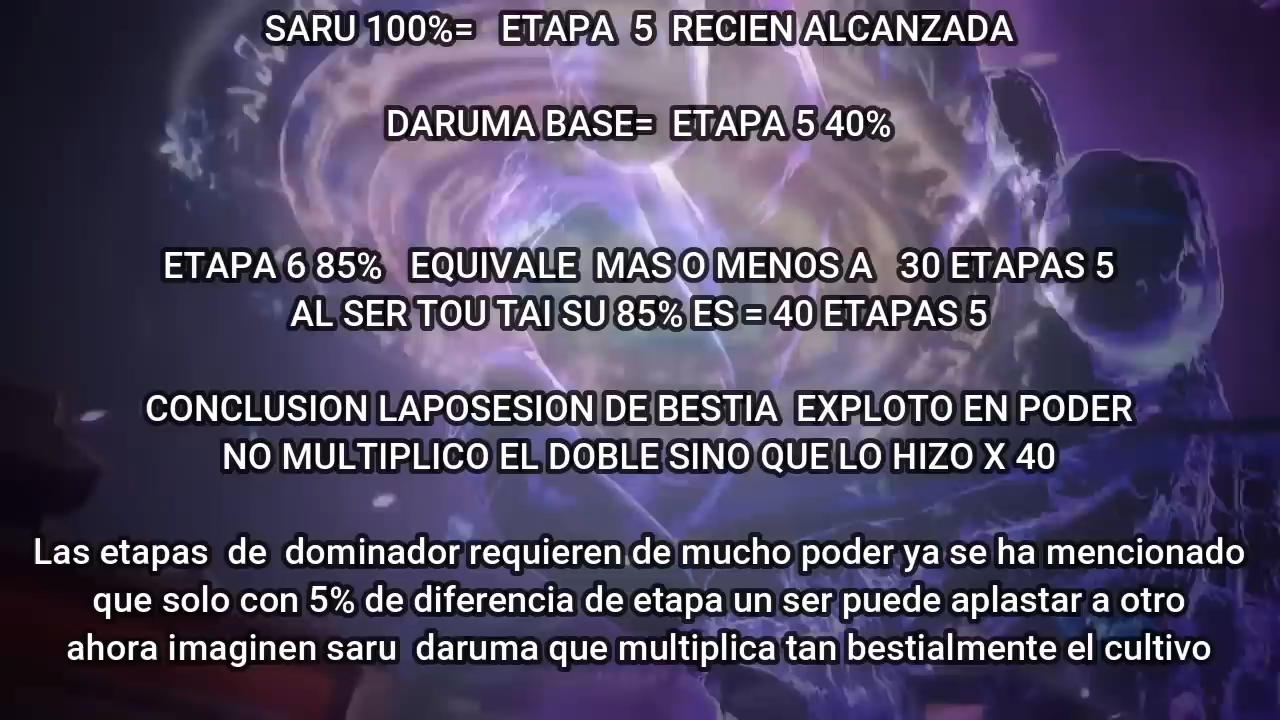 SARU 100%= ETAPA 5 RECIEN ALCANZADA
DARUMA BASE= ETAPA 5 40%
ETAPA 6 85% EQUIVALE MAS O MENOS A 30 ETAPAS 5
AL SER TOU TAI SU 85% ES = 40 ETAPAS 5
CONCLUSION LAPOSESION DE BESTIA EXPLOTO EN PODER
NO MULTIPLICO EL DOBLE SINO QUE LO HIZO X 40
Las etapas de dominador requieren de mucho poder ya se ha mencionado
que solo con 5% de diferencia de etapa un ser puede aplastar a otro
ahora imaginen saru daruma que multiplica tan bestialmente el cultivo